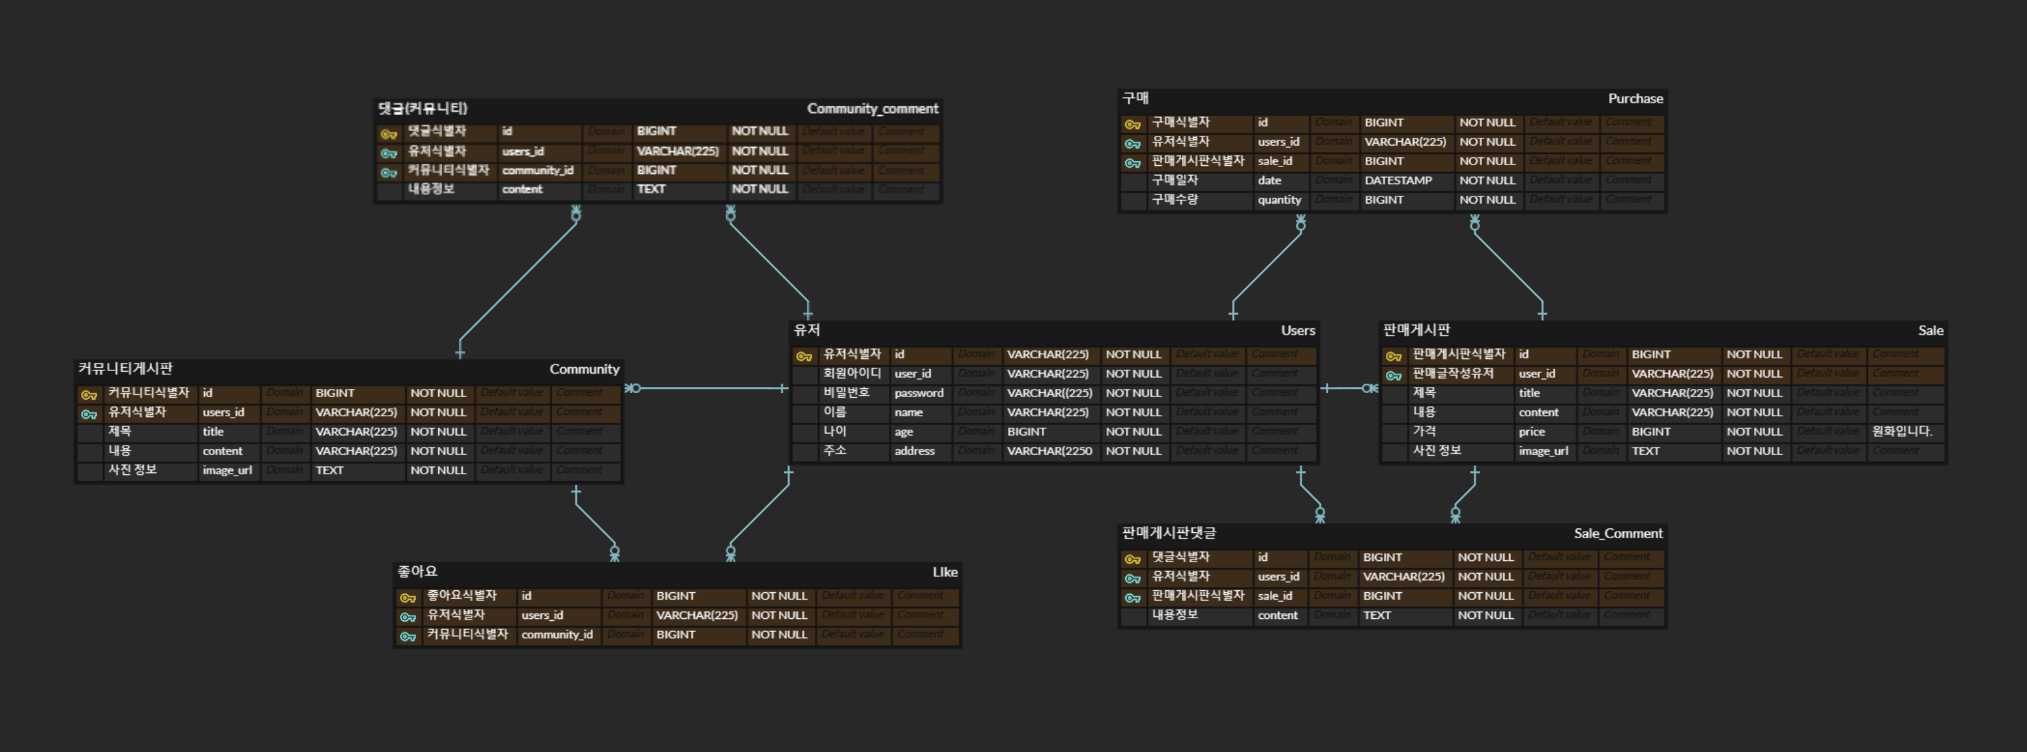 댓글(커뮤니티) Community_comment
댓글식별자 id Domain BIGINT NOT NULL Default value Comment
유저식별자 users_id Domain VARCHAR(225) NOT NULL Default value Comment
커뮤니티식별자 community_id Domain BIGINT NOT NULL Default value Comment
내용정보 content Domain TEXT NOT NULL Default value Comment
구매 Purchase
구매식별자 id Domain BIGINT NOT NULL Default value Comment
유저식별자 users_id Domain VARCHAR(225) NOT NULL Default value Comment
판매게시판식별자 sale_id Domain BIGINT NOT NULL Default value Comment
구매일자 date Domain DATESTAMP NOT NULL Default value Comment
구매수량 quantity Domain BIGINT NOT NULL Default value Comment
커뮤니티게시판 Community
커뮤니티식별자 id Domain BIGINT NOT NULL Default value Comment
유저식별자 users_id Domain VARCHAR(225) NOT NULL Default value Comment
제목 title Domain VARCHAR(225) NOT NULL Default value Comment
내용 content Domain VARCHAR(225) NOT NULL Default value Comment
사진 정보 image_url Domain TEXT NOT NULL Default value Comment
유저 Users
유저식별자 id Domain VARCHAR(225) NOT NULL Default value Comment
회원아이디 user_id Domain VARCHAR(225) NOT NULL Default value Comment
비밀번호 password Domain VARCHAR((225) NOT NULL Default value Comment
이름 name Domain VARCHAR(225) NOT NULL Default value Comment
나이 age Domain BIGINT NOT NULL Default value Comment
주소 address Domain VARCHAR(2250 NOT NULL Default value Comment
판매게시판 Sale
판매게시판식별자 id Domain BIGINT NOT NULL Default value Comment
판매글작성유저 user_id Domain VARCHAR(225) NOT NULL Default value Comment
제목 title Domain VARCHAR(225) NOT NULL Default value Comment
내용 content Domain VARCHAR(225) NOT NULL Default value Comment
가격 price Domain BIGINT NOT NULL Default value 원화입니다.
사진 정보 image_url Domain TEXT NOT NULL Default value Comment
좋아요 LIke
좋아요식별자 id Domain BIGINT NOT NULL Default value Comment
유저식별자 users_id Domain VARCHAR(225) NOT NULL Default value Comment
커뮤니티식별자 community_id Domain BIGINT NOT NULL Default value Comment
판매게시판댓글 Sale_Comment
댓글식별자 id Domain BIGINT NOT NULL Default value Comment
유저식별자 users_id Domain VARCHAR(225) NOT NULL Default value Comment
판매게시판식별자 sale_id Domain BIGINT NOT NULL Default value Comment
내용정보 content Domain TEXT NOT NULL Default value Comment